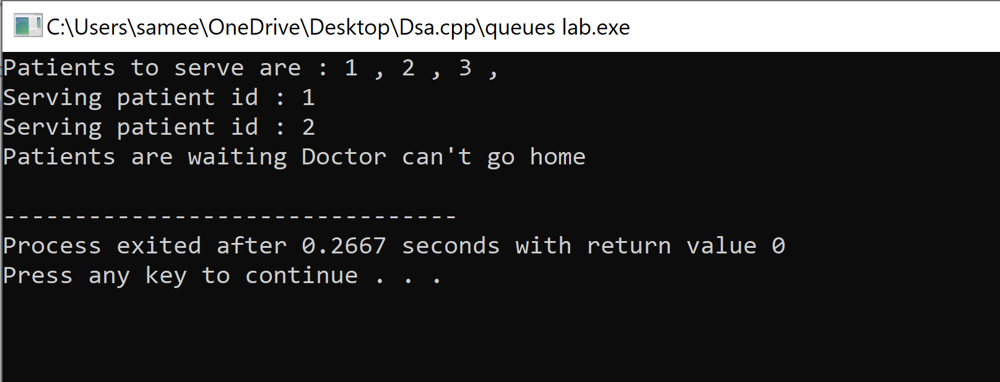 C:\Users\samee\OneDrive\Desktop\Dsa.cpp\queues lab.exe
Patients to serve are : 1 , 2 , 3 ,
Serving patient id : 1
Serving patient id : 2
Patients are waiting Doctor can't go home
--------------------------------
Process exited after 0.2667 seconds with return value 0
Press any key to continue . . .